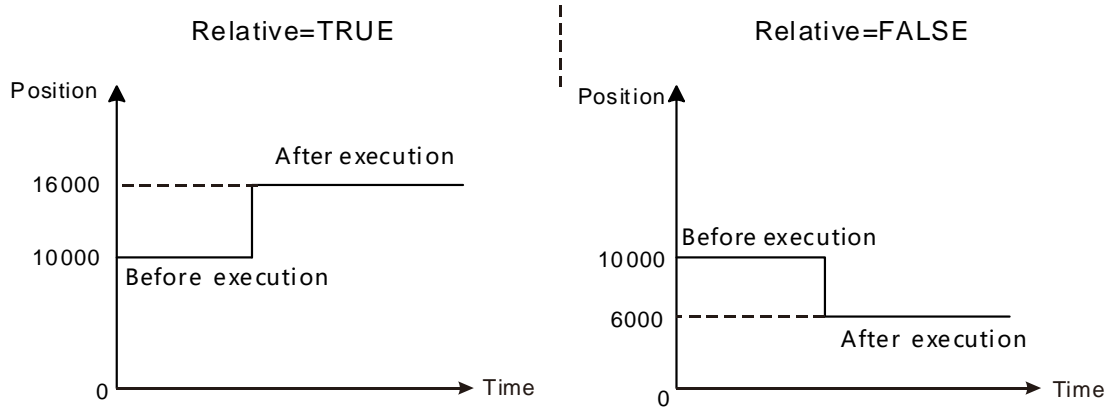 Relative=TRUE
Position
After execution
16000
10000
Before execution
0
Time
Relative=FALSE
Position
Before execution
10000
6000
After execution
0
Time